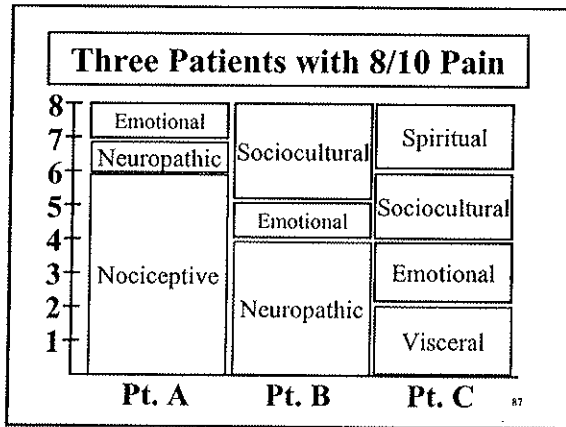 Three Patients with 8/10 Pain
8
7
6
5
4
3
2
1
Emotional
Neuropathic
Nociceptive
Sociocultural
Emotional
Neuropathic
Spiritual
Sociocultural
Emotional
Visceral
Pt. A
Pt. B
Pt. C
87